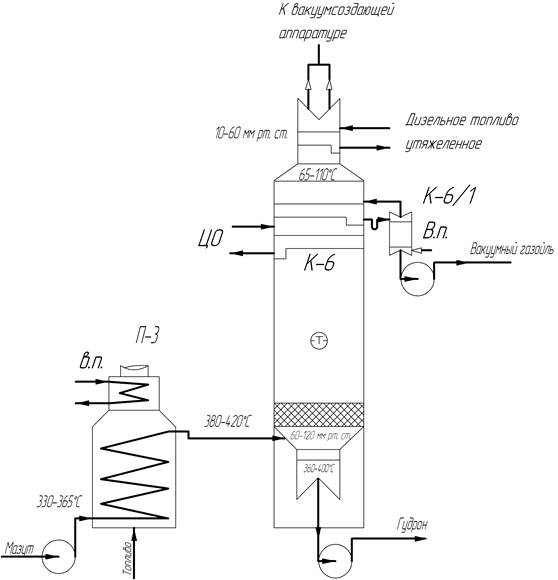 К вакуумсоздающей
аппаратуре
10-60 мм рт. ст.
Дизельное топливо
утяжелённое
65-110°С
К-6/1
В.п.
ЦО
К-6
Вакуумный газойль
П-3
в.п.
Т
380-420°С
60-120 мм рт. ст.
360-400°С
330-365°С
Мазут
Топливо
Гудрон